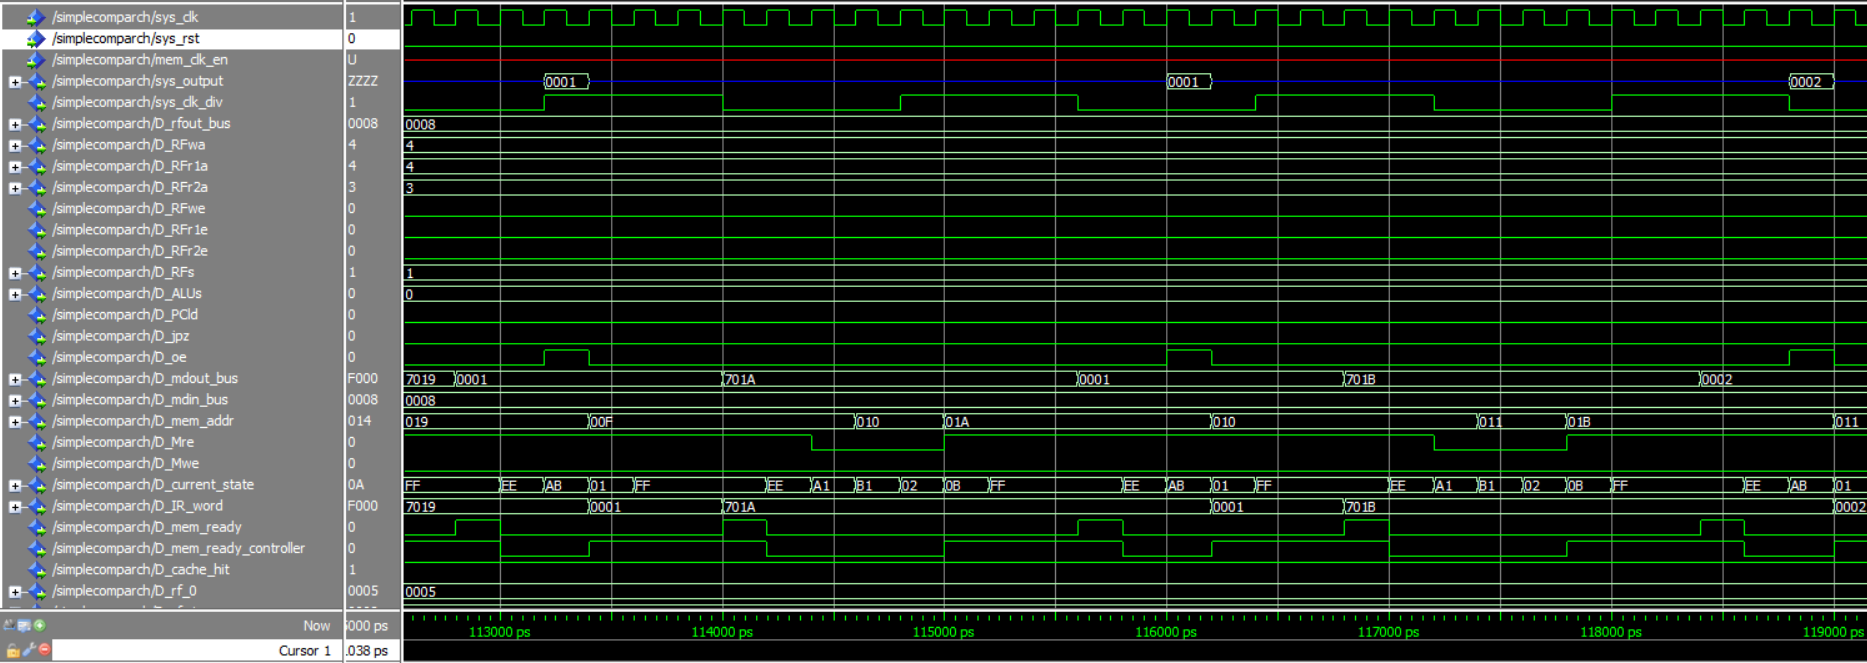 /simplecomparch/sys_clk 1
/simplecomparch/sys_rst 0
/simplecomparch/mem_clk_en U
/simplecomparch/sys_output ZZZZ 0001 0001 0002
/simplecomparch/sys_clk_div 1
/simplecomparch/D_rfout_bus 0008 0008
/simplecomparch/D_RFwa 4 4
/simplecomparch/D_RFr1a 4 4
/simplecomparch/D_RFr2a 3 3
/simplecomparch/D_RFwe 0
/simplecomparch/D_RFr1e 0
/simplecomparch/D_RFr2e 0
/simplecomparch/D_RFs 1 1
/simplecomparch/D_ALUs 0 0
/simplecomparch/D_PCld 0
/simplecomparch/D_jpz 0
/simplecomparch/D_oe 0
/simplecomparch/D_mdout_bus F000 7019 0001 701A 0001 701B 0002
/simplecomparch/D_mdin_bus 0008 0008
/simplecomparch/D_mem_addr 014 019 00F 010 01A 010 011 01B 011
/simplecomparch/D_Mre 0
/simplecomparch/D_Mwe 0
/simplecomparch/D_current_state 0A FF EE AB 01 FF EE A1 B1 02 0B FF EE AB 01 FF EE A1 B1 02 0B FF EE AB 01
/simplecomparch/D_IR_word F000 7019 0001 701A 0001 701B 0002
/simplecomparch/D_mem_ready 0
/simplecomparch/D_mem_ready_controller 0
/simplecomparch/D_cache_hit 1
/simplecomparch/D_rf_0 0005 0005
Now 5000 ps 113000 ps 114000 ps 115000 ps 116000 ps 117000 ps 118000 ps 119000 ps
Cursor 1 .038 ps